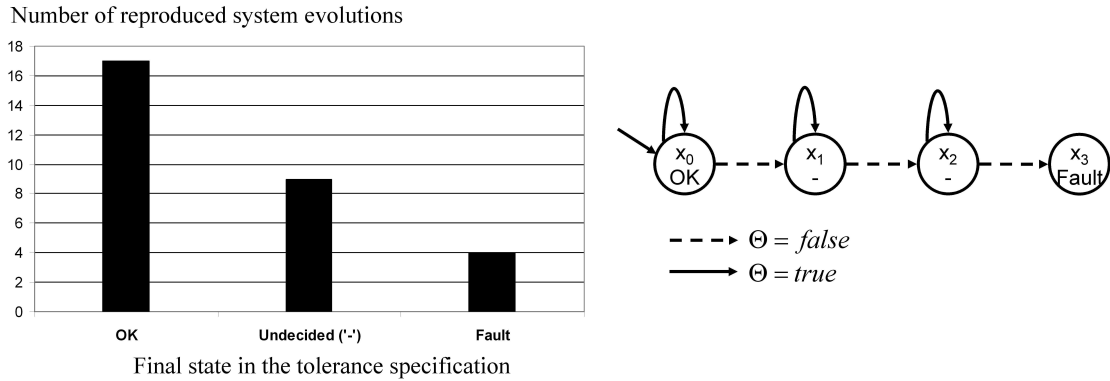 Number of reproduced system evolutions
18
16
14
12
10
8
6
4
2
0
OK
Undecided ('-')
Fault
Final state in the tolerance specification
x0
OK
x1
-
x2
-
x3
Fault
Θ = false
Θ = true